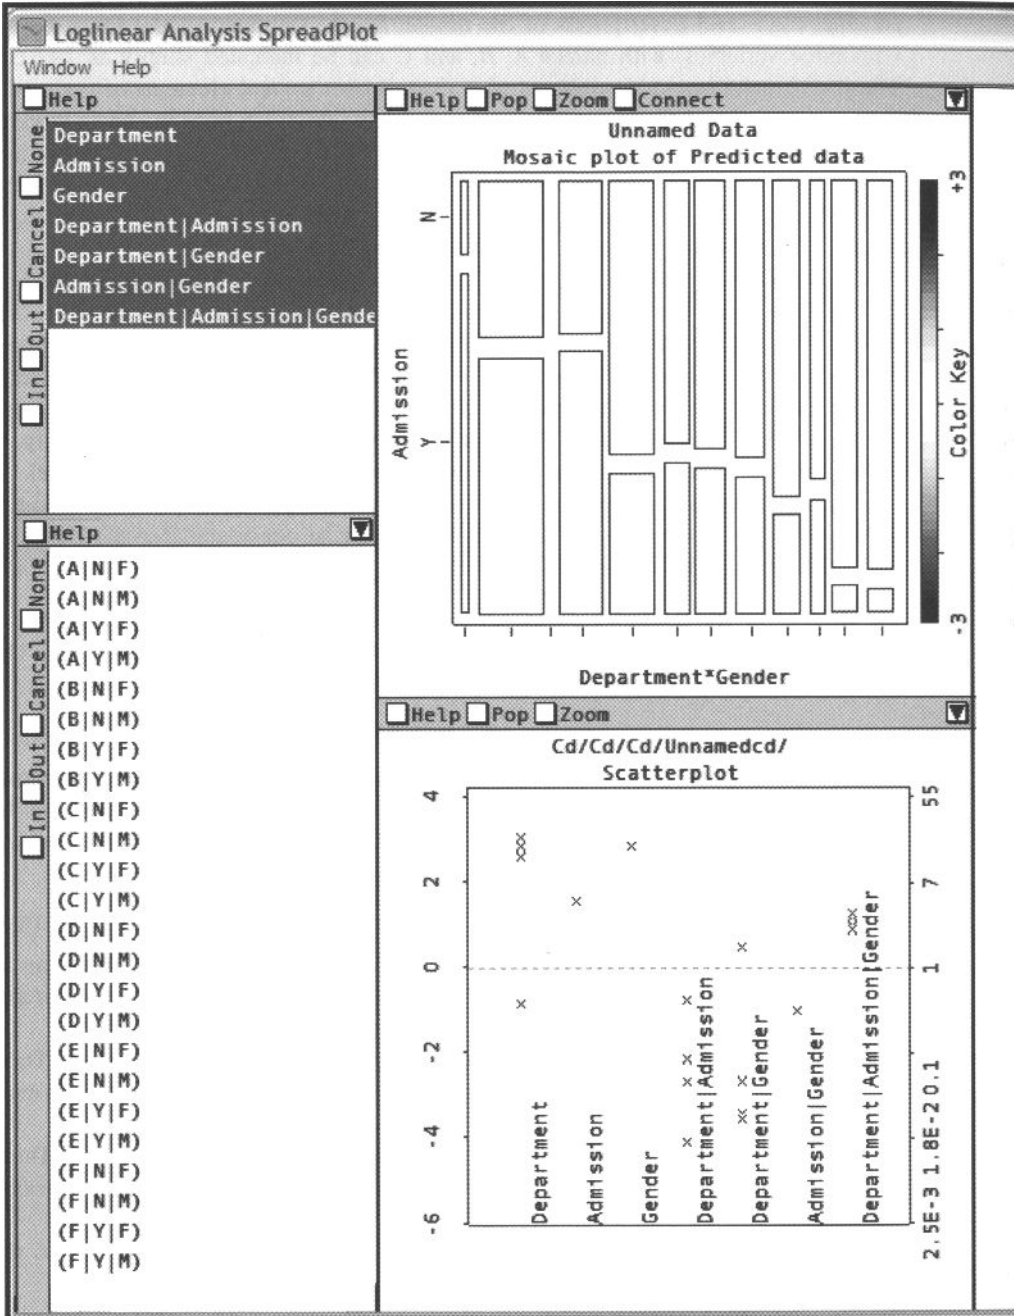 Loglinear Analysis SpreadPlot
Window Help
Help
None
Cancel
Out
In
Department
Admission
Gender
Department|Admission
Department|Gender
Admission|Gender
Department|Admission|Gende
Help Pop Zoom Connect
Unnamed Data
Mosaic plot of Predicted data
N
Y
Admission
Department*Gender
+3
Color Key
-3
Help
None
Cancel
Out
In
(A|N|F)
(A|N|M)
(A|Y|F)
(A|Y|M)
(B|N|F)
(B|N|M)
(B|Y|F)
(B|Y|M)
(C|N|F)
(C|N|M)
(C|Y|F)
(C|Y|M)
(D|N|F)
(D|N|M)
(D|Y|F)
(D|Y|M)
(E|N|F)
(E|N|M)
(E|Y|F)
(E|Y|M)
(F|N|F)
(F|N|M)
(F|Y|F)
(F|Y|M)
Help Pop Zoom
Cd/Cd/Cd/Unnamedcd/
Scatterplot
4
2
0
-2
-4
-6
Department
Admission
Gender
Department|Admission
Department|Gender
Admission|Gender
Department|Admission|Gender
55
7
1
0.1
1.8E-2
2.5E-3